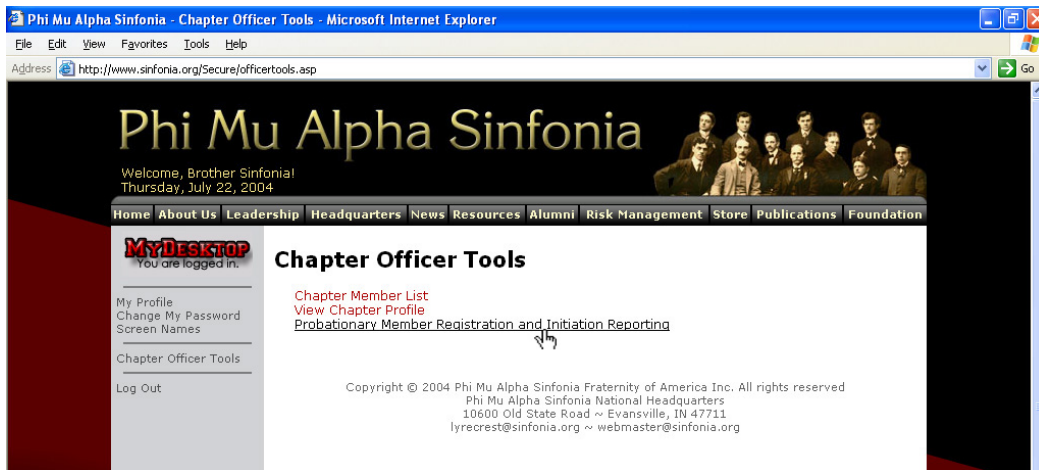 Phi Mu Alpha Sinfonia - Chapter Officer Tools - Microsoft Internet Explorer
File Edit View Favorites Tools Help
Address http://www.sinfonia.org/Secure/officertools.asp Go
Phi Mu Alpha Sinfonia
Welcome, Brother Sinfonia!
Thursday, July 22, 2004
Home About Us Leadership Headquarters News Resources Alumni Risk Management Store Publications Foundation
MyDesktop
You are logged in.
My Profile
Change My Password
Screen Names
Chapter Officer Tools
Log Out
Chapter Officer Tools
Chapter Member List
View Chapter Profile
Probationary Member Registration and Initiation Reporting
Copyright © 2004 Phi Mu Alpha Sinfonia Fraternity of America Inc. All rights reserved
Phi Mu Alpha Sinfonia National Headquarters
10600 Old State Road ~ Evansville, IN 47711
lyrecrest@sinfonia.org ~ webmaster@sinfonia.org